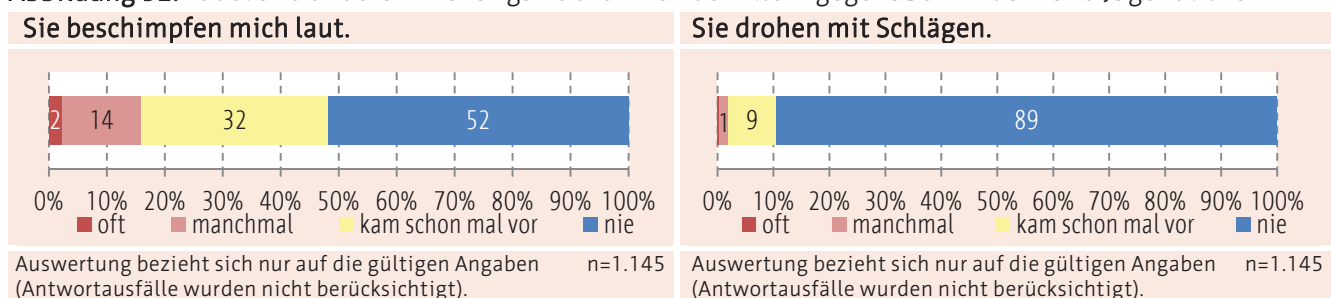 Sie beschimpfen mich laut.
2 14 32 52
0% 10% 20% 30% 40% 50% 60% 70% 80% 90% 100%
oft manchmal kam schon mal vor nie
Auswertung bezieht sich nur auf die gültigen Angaben n=1.145
(Antwortausfälle wurden nicht berücksichtigt).
Sie drohen mit Schlägen.
1 9 89
0% 10% 20% 30% 40% 50% 60% 70% 80% 90% 100%
oft manchmal kam schon mal vor nie
Auswertung bezieht sich nur auf die gültigen Angaben n=1.145
(Antwortausfälle wurden nicht berücksichtigt).